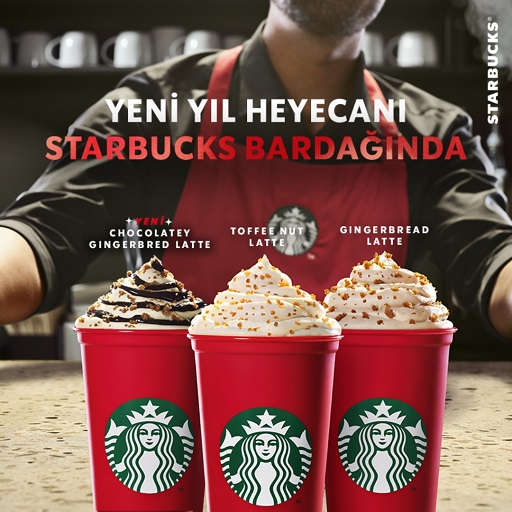 STARBUCKS®
YENİ YIL HEYECANI
STARBUCKS BARDAĞINDA
YENİ
CHOCOLATEY
GINGERBRED LATTE
TOFFEE NUT
LATTE
GINGERBREAD
LATTE